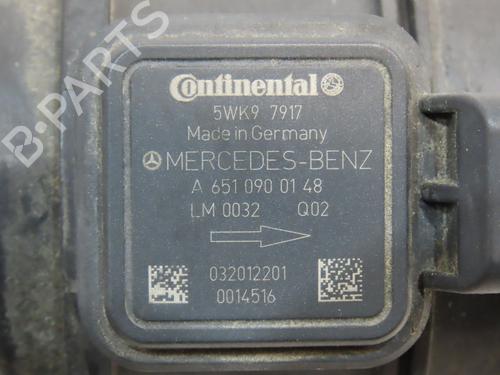 B-PARTS
Continental
5WK9 7917
Made in Germany
MERCEDES-BENZ
A 651 090 01 48
LM 0032 Q02
032012201
0014516